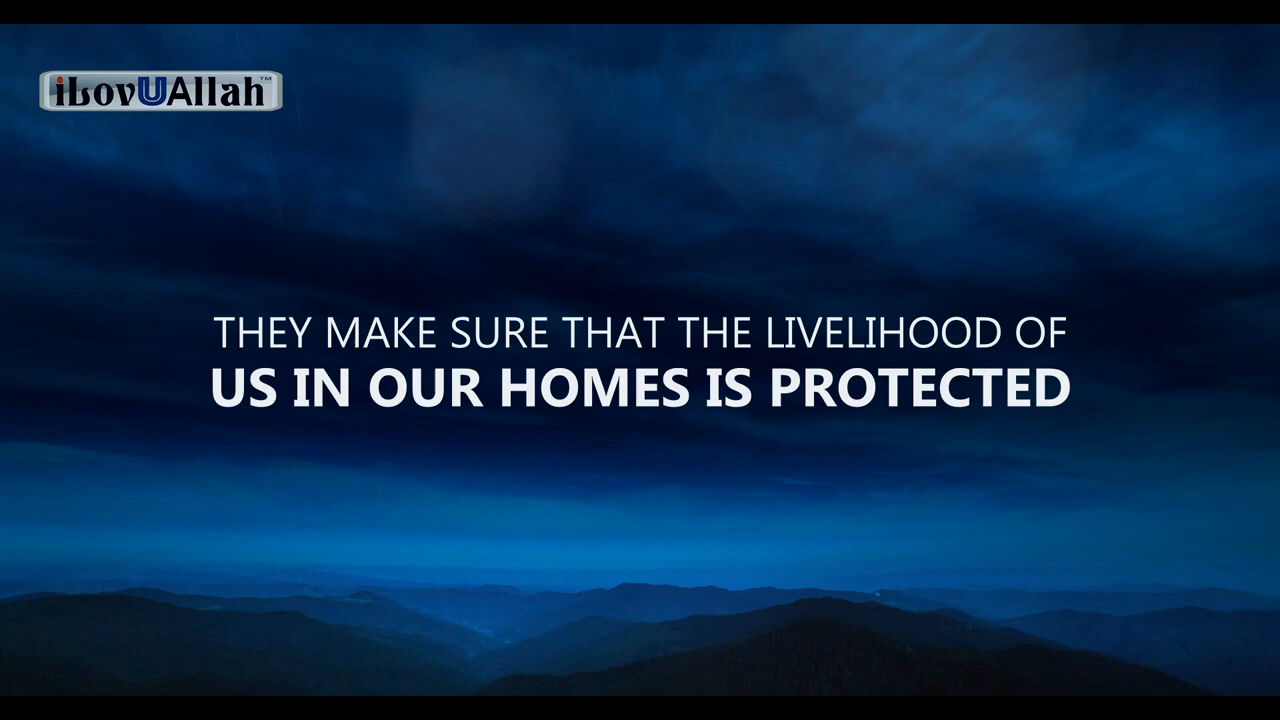 iLovUAllah™
THEY MAKE SURE THAT THE LIVELIHOOD OF
US IN OUR HOMES IS PROTECTED